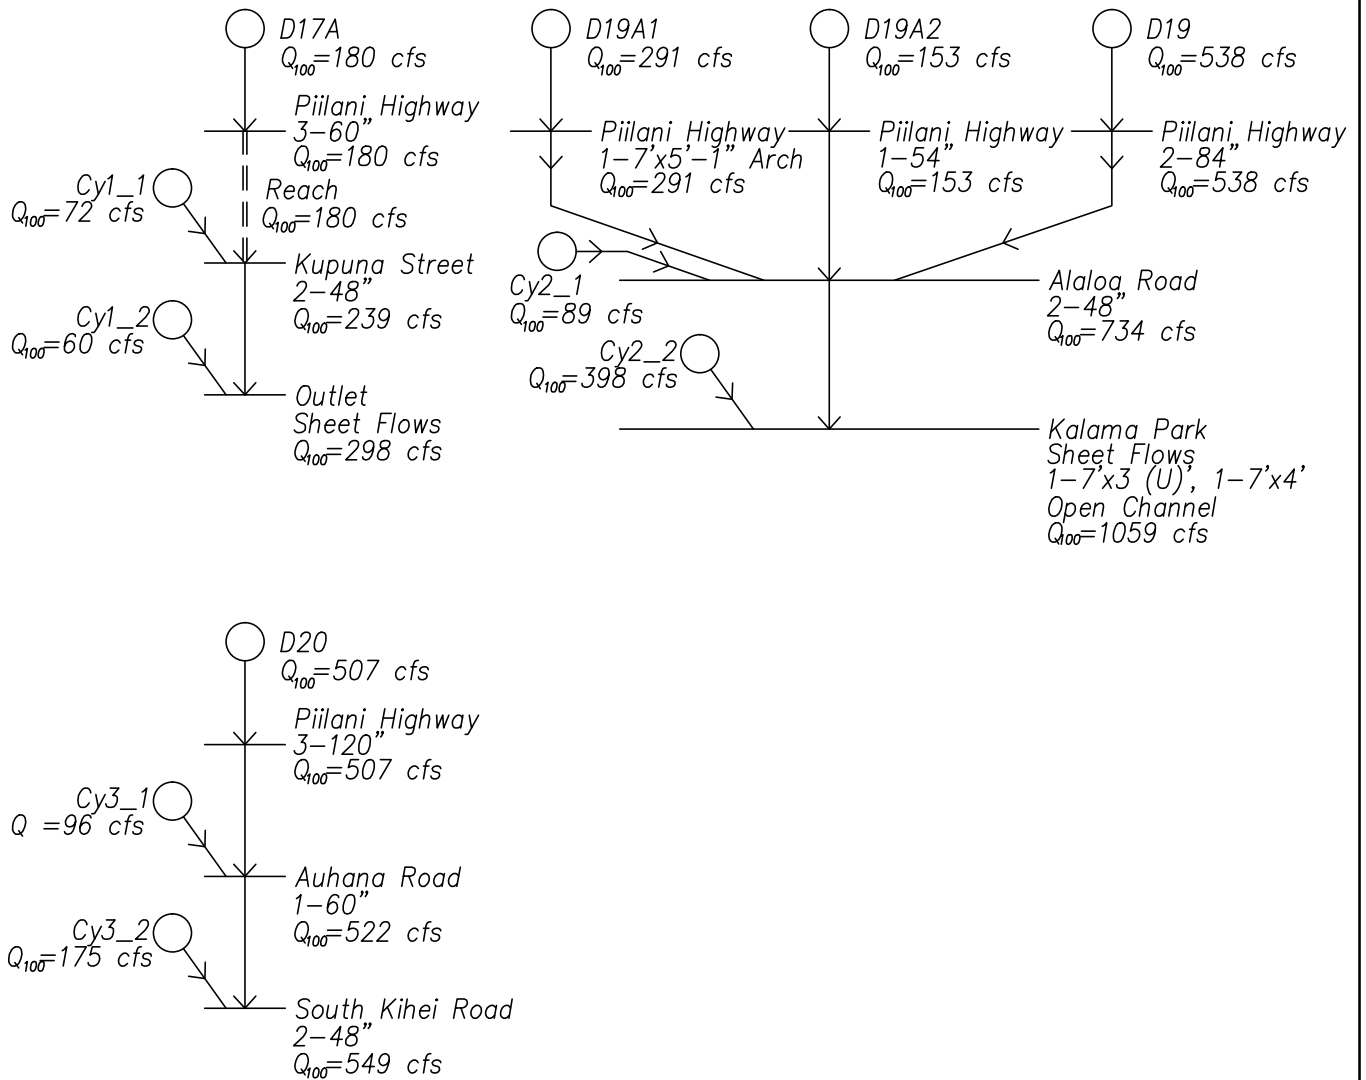 D17A
Q100=180 cfs
Piilani Highway
3-60"
Q100=180 cfs
Cy1_1
Q100=72 cfs
Reach
Q100=180 cfs
Kupuna Street
2-48"
Q100=239 cfs
Cy1_2
Q100=60 cfs
Outlet
Sheet Flows
Q100=298 cfs
D19A1
Q100=291 cfs
Piilani Highway
1-7'x5'-1" Arch
Q100=291 cfs
D19A2
Q100=153 cfs
Piilani Highway
1-54"
Q100=153 cfs
D19
Q100=538 cfs
Piilani Highway
2-84"
Q100=538 cfs
Cy2_1
Q100=89 cfs
Alaloa Road
2-48"
Q100=734 cfs
Cy2_2
Q100=398 cfs
Kalama Park
Sheet Flows
1-7'x3 (U)', 1-7'x4'
Open Channel
Q100=1059 cfs
D20
Q100=507 cfs
Piilani Highway
3-120"
Q100=507 cfs
Cy3_1
Q =96 cfs
Auhana Road
1-60"
Q100=522 cfs
Cy3_2
Q100=175 cfs
South Kihei Road
2-48"
Q100=549 cfs